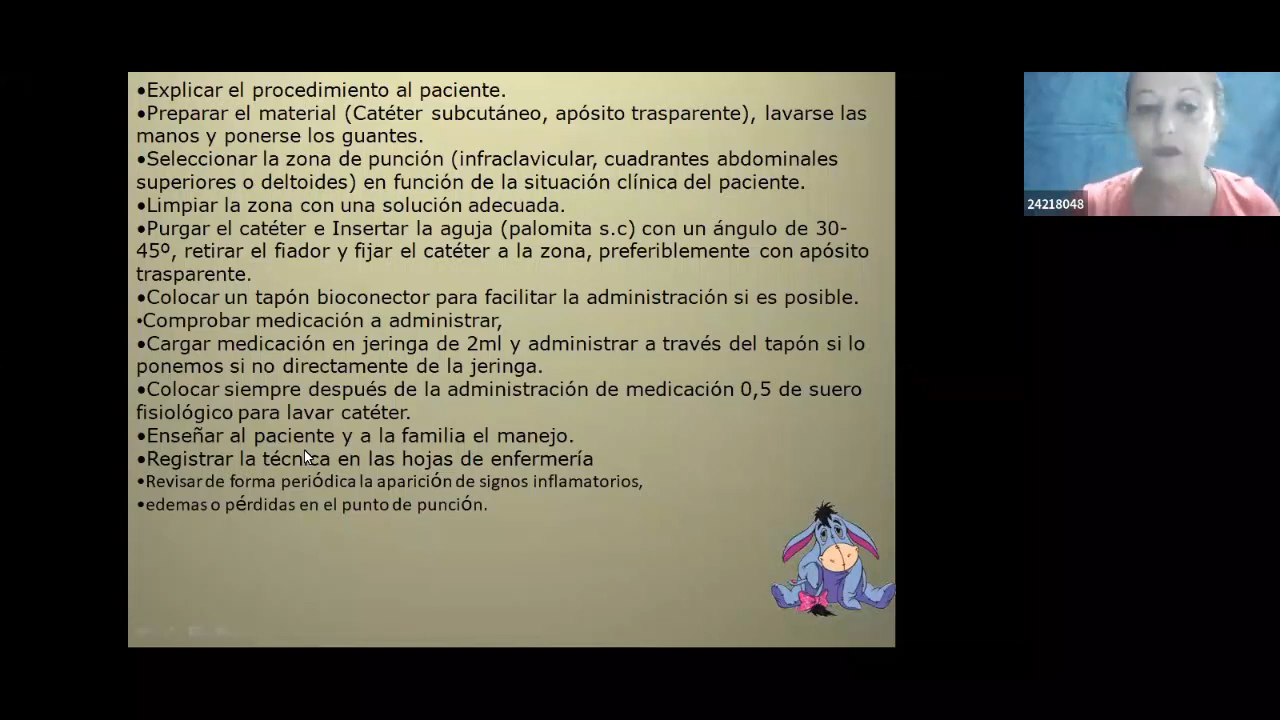 •Explicar el procedimiento al paciente.
•Preparar el material (Catéter subcutáneo, apósito trasparente), lavarse las
manos y ponerse los guantes.
•Seleccionar la zona de punción (infraclavicular, cuadrantes abdominales
superiores o deltoides) en función de la situación clínica del paciente.
•Limpiar la zona con una solución adecuada.
•Purgar el catéter e Insertar la aguja (palomita s.c) con un ángulo de 30-
45º, retirar el fiador y fijar el catéter a la zona, preferiblemente con apósito
trasparente.
•Colocar un tapón bioconector para facilitar la administración si es posible.
•Comprobar medicación a administrar,
•Cargar medicación en jeringa de 2ml y administrar a través del tapón si lo
ponemos si no directamente de la jeringa.
•Colocar siempre después de la administración de medicación 0,5 de suero
fisiológico para lavar catéter.
•Enseñar al paciente y a la familia el manejo.
•Registrar la técnica en las hojas de enfermería
•Revisar de forma periódica la aparición de signos inflamatorios,
•edemas o pérdidas en el punto de punción.
24218048